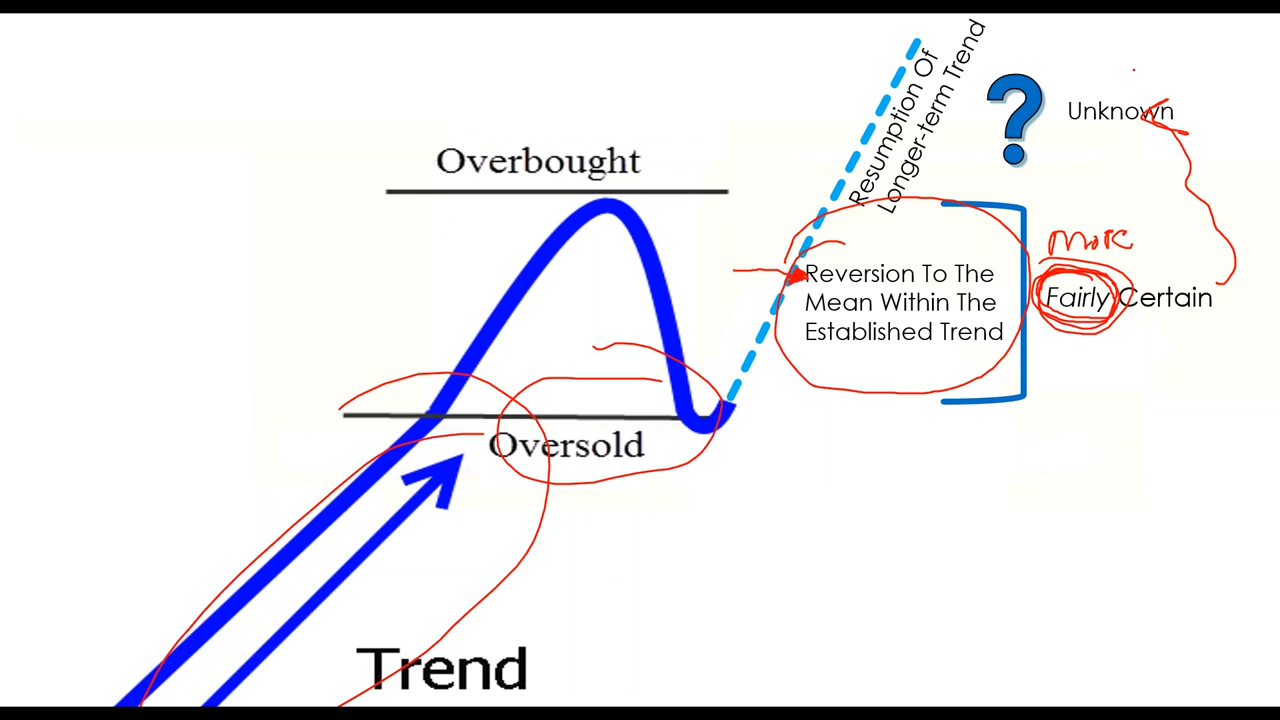 Resumption Of
Longer-term Trend
?
Unknown
Overbought
more
Reversion To The
Mean Within The
Established Trend
Fairly Certain
Oversold
Trend